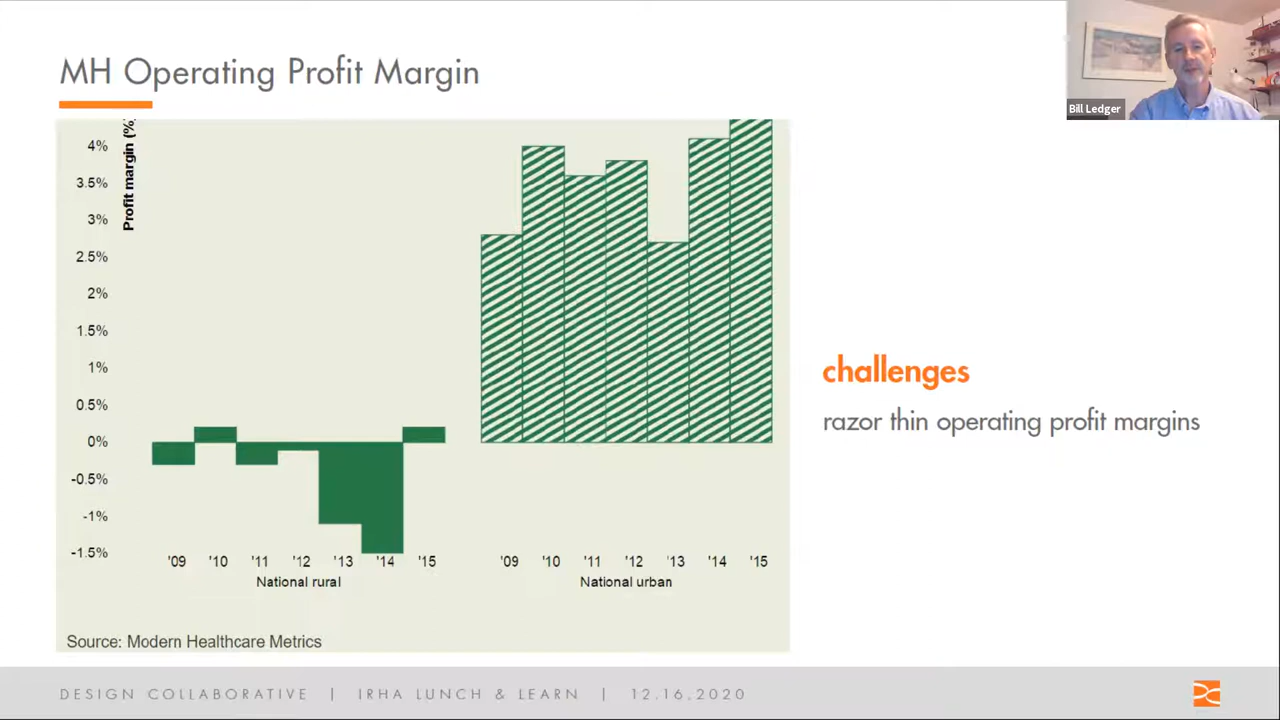 MH Operating Profit Margin
Bill Ledger
Profit margin (%)
4%
3.5%
3%
2.5%
2%
1.5%
1%
0.5%
0%
-0.5%
-1%
-1.5%
'09 '10 '11 '12 '13 '14 '15 '09 '10 '11 '12 '13 '14 '15
National rural National urban
Source: Modern Healthcare Metrics
challenges
razor thin operating profit margins
DESIGN COLLABORATIVE | IRHA LUNCH & LEARN | 12.16.2020